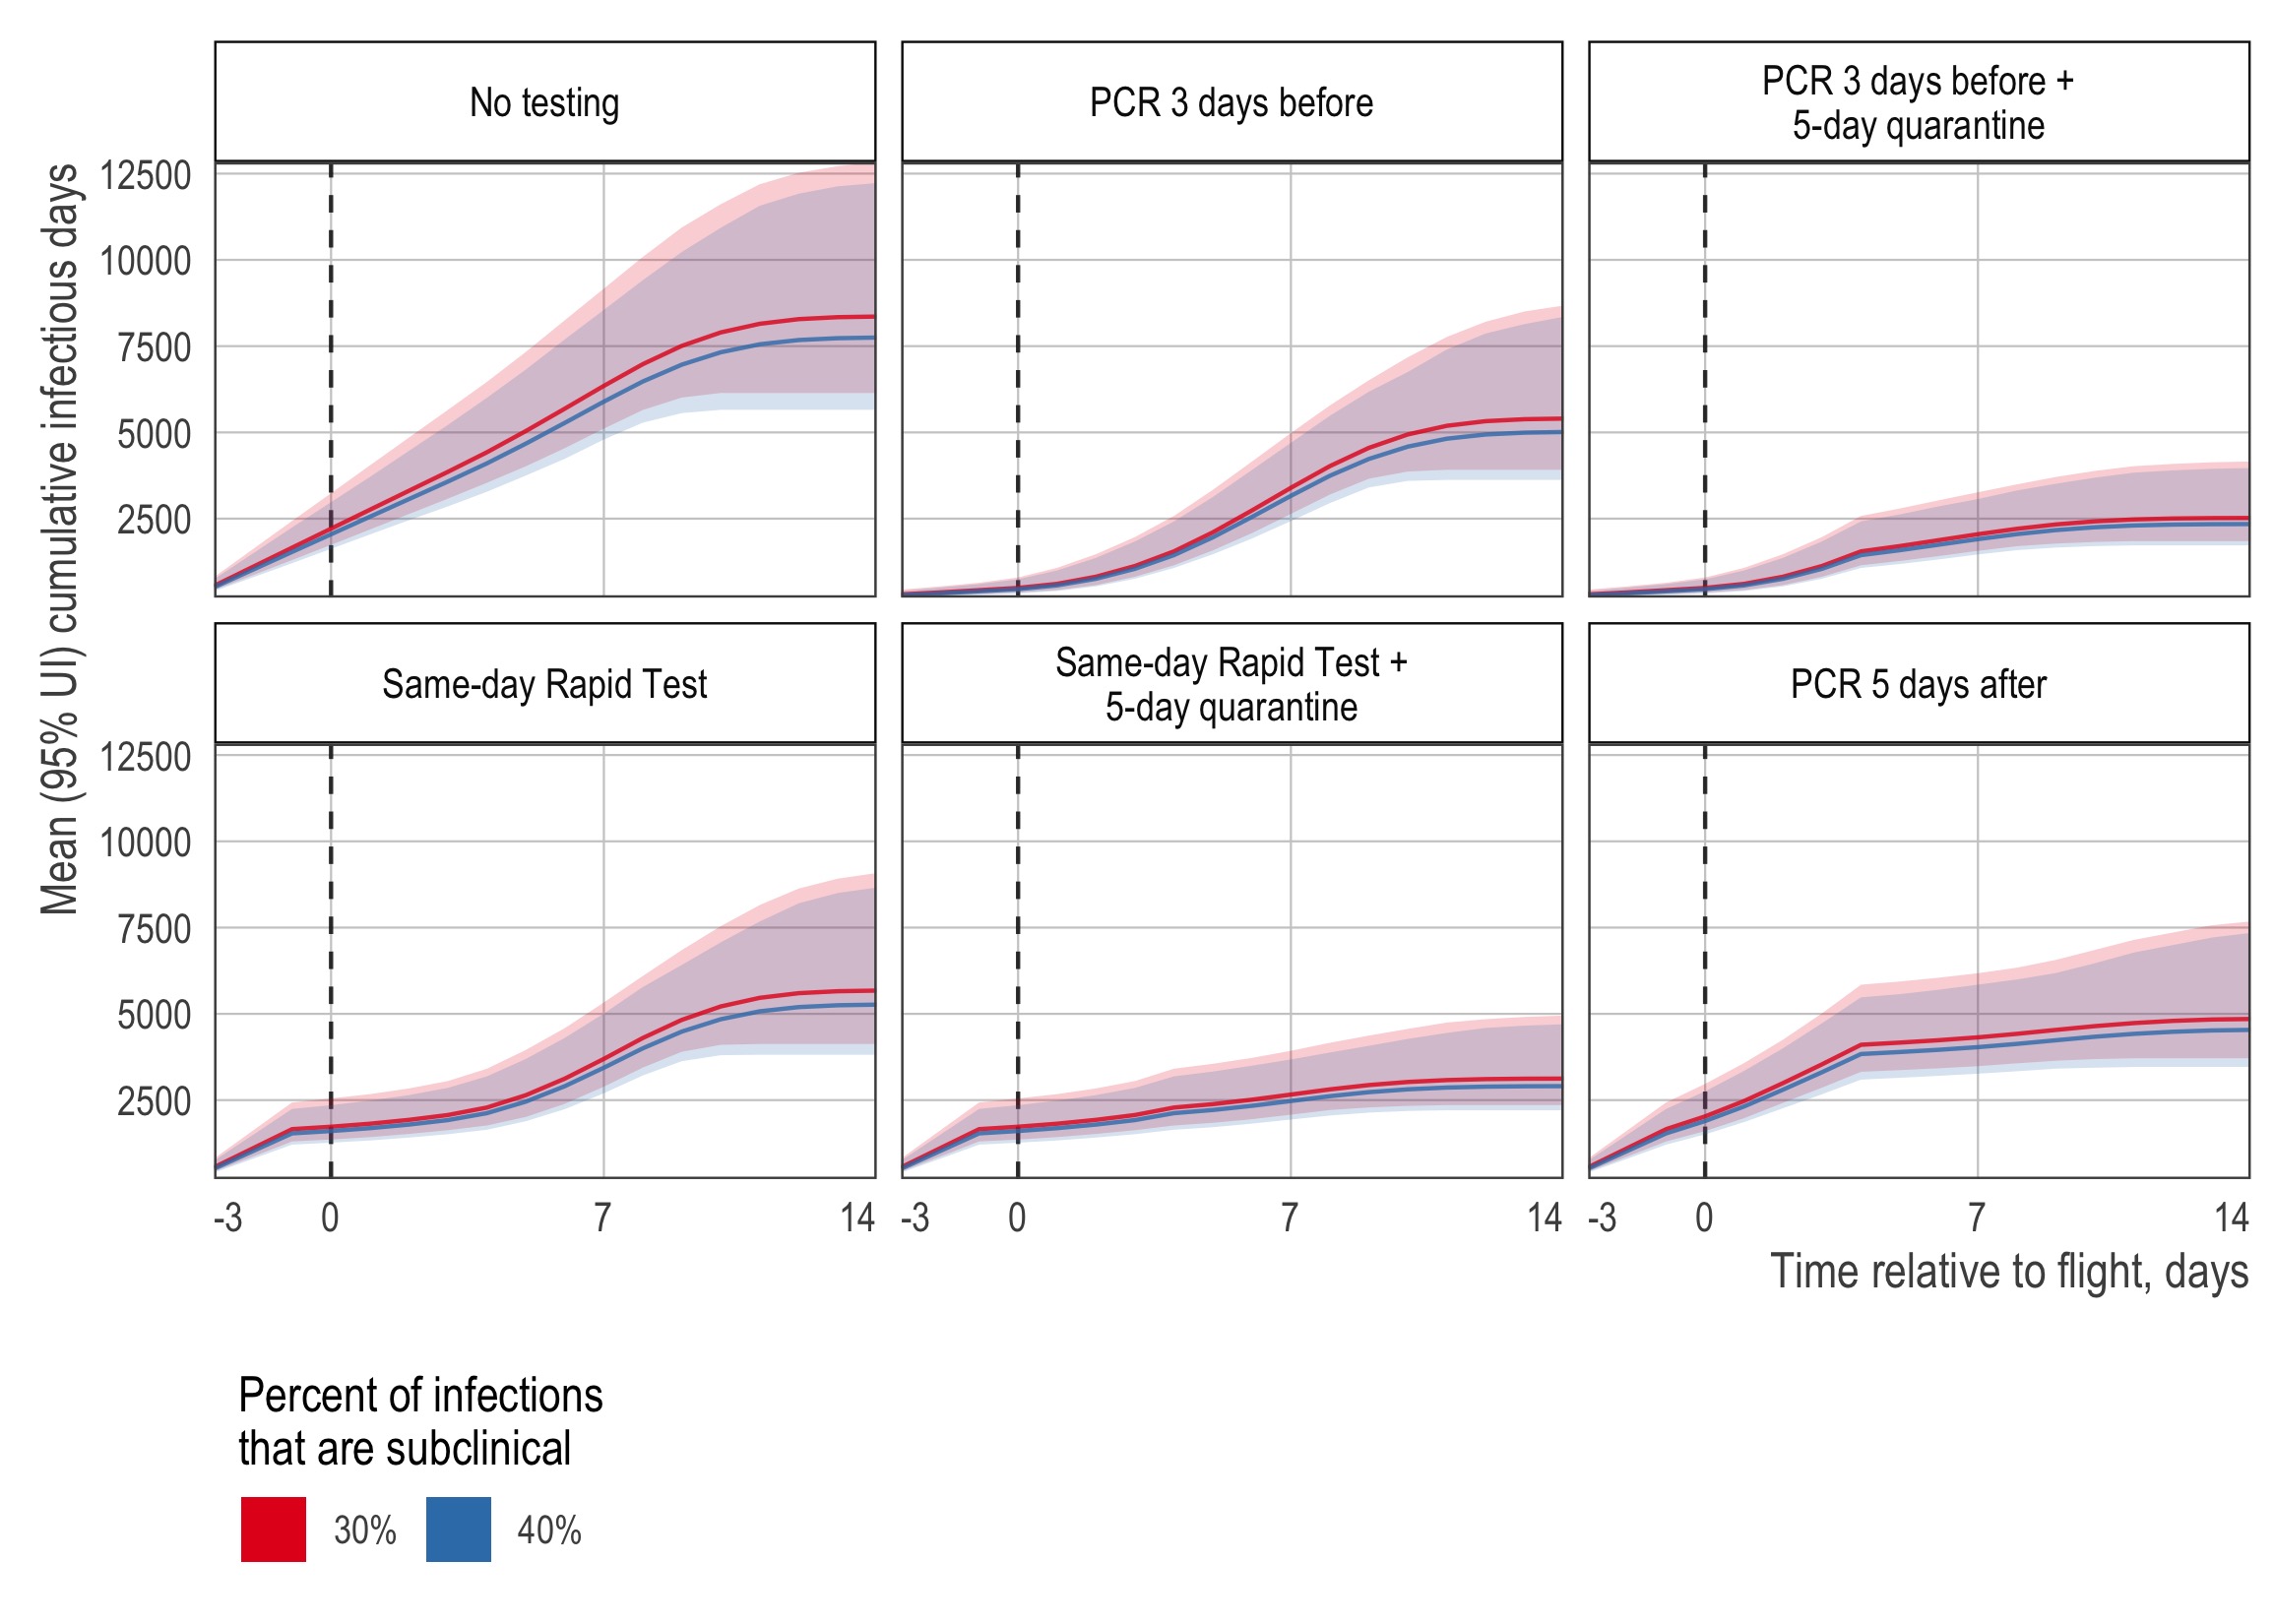 No testing
PCR 3 days before
PCR 3 days before +
5-day quarantine
Mean (95% UI) cumulative infectious days
12500
10000
7500
5000
2500
Same-day Rapid Test
Same-day Rapid Test +
5-day quarantine
PCR 5 days after
12500
10000
7500
5000
2500
-3 0 7 14
-3 0 7 14
-3 0 7 14
Time relative to flight, days
Percent of infections
that are subclinical
30% 40%